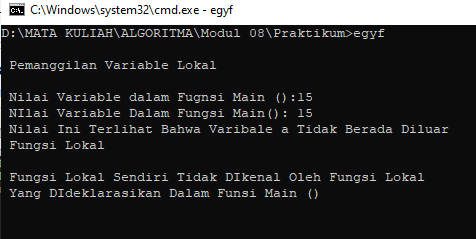 C:\Windows\system32\cmd.exe - egyf
D:\MATA KULIAH\ALGORITMA\Modul 08\Praktikum>egyf
Pemanggilan Variable Lokal
Nilai Variable dalam Fugnsi Main ():15
NIlai Variable Dalam Fungsi Main(): 15
Nilai Ini Terlihat Bahwa Varibale a Tidak Berada Diluar
Fungsi Lokal
Fungsi Lokal Sendiri Tidak DIkenal Oleh Fungsi Lokal
Yang DIdeklarasikan Dalam Funsi Main ()